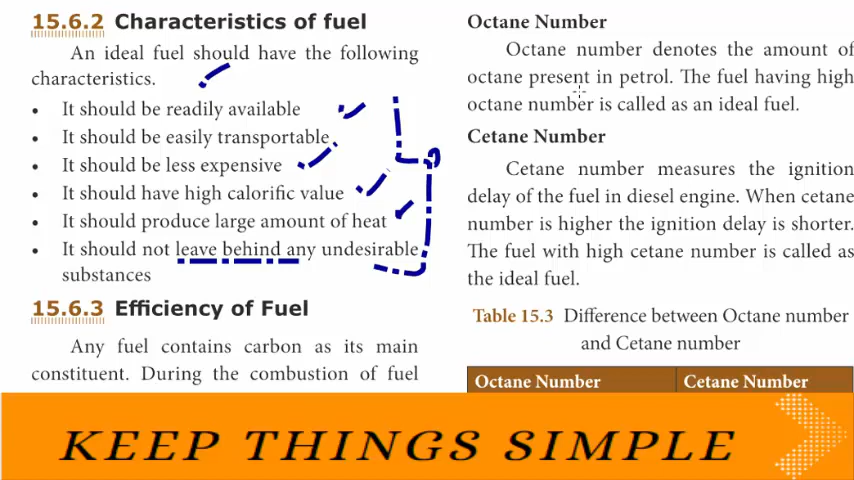 15.6.2 Characteristics of fuel
An ideal fuel should have the following
characteristics.
• It should be readily available
• It should be easily transportable
• It should be less expensive
• It should have high calorific value
• It should produce large amount of heat
• It should not leave behind any undesirable
substances
15.6.3 Efficiency of Fuel
Any fuel contains carbon as its main
constituent. During the combustion of fuel
Octane Number
Octane number denotes the amount of
octane present in petrol. The fuel having high
octane number is called as an ideal fuel.
Cetane Number
Cetane number measures the ignition
delay of the fuel in diesel engine. When cetane
number is higher the ignition delay is shorter.
The fuel with high cetane number is called as
the ideal fuel.
Table 15.3 Difference between Octane number
and Cetane number
Octane Number Cetane Number
KEEP THINGS SIMPLE